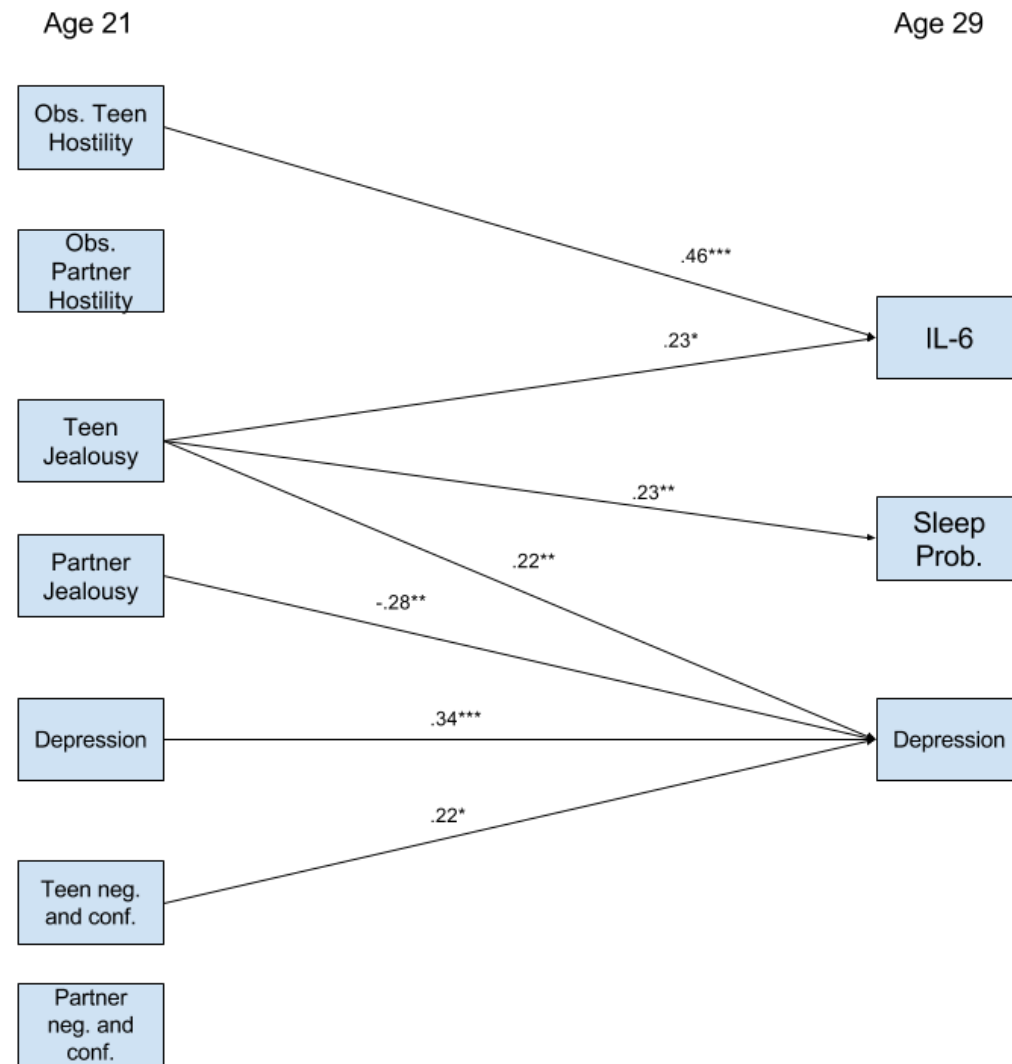 Age 21
Age 29
Obs. Teen
Hostility
Obs.
Partner
Hostility
.46***
IL-6
.23*
Teen
Jealousy
.23**
Sleep
Prob.
Partner
Jealousy
.22**
-.28**
Depression
.34***
Depression
.22*
Teen neg.
and conf.
Partner
neg. and
conf.